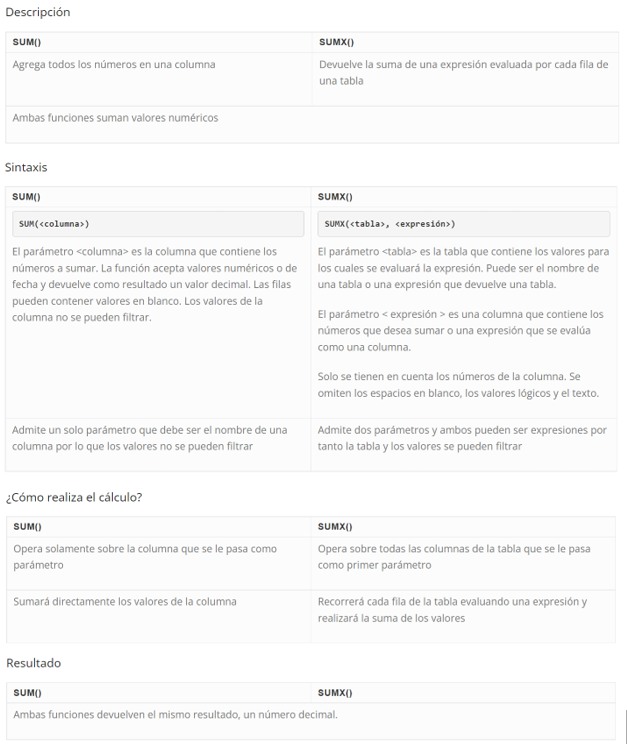 Descripción
SUM() SUMX()
Agrega todos los números en una columna
Devuelve la suma de una expresión evaluada por cada fila de
una tabla
Ambas funciones suman valores numéricos
Sintaxis
SUM() SUMX()
SUM(<columna>)
El parámetro <columna> es la columna que contiene los
números a sumar. La función acepta valores numéricos o de
fecha y devuelve como resultado un valor decimal. Las filas
pueden contener valores en blanco. Los valores de la
columna no se pueden filtrar.
SUMX(<tabla>, <expresión>)
El parámetro <tabla> es la tabla que contiene los valores para
los cuales se evaluará la expresión. Puede ser el nombre de
una tabla o una expresión que devuelve una tabla.
El parámetro < expresión > es una columna que contiene los
números que desea sumar o una expresión que se evalúa
como una columna.
Solo se tienen en cuenta los números de la columna. Se
omiten los espacios en blanco, los valores lógicos y el texto.
Admite un solo parámetro que debe ser el nombre de una
columna por lo que los valores no se pueden filtrar
Admite dos parámetros y ambos pueden ser expresiones por
tanto la tabla y los valores se pueden filtrar
¿Cómo realiza el cálculo?
SUM() SUMX()
Opera solamente sobre la columna que se le pasa como
parámetro
Opera sobre todas las columnas de la tabla que se le pasa
como primer parámetro
Sumará directamente los valores de la columna
Recorrerá cada fila de la tabla evaluando una expresión y
realizará la suma de los valores
Resultado
SUM() SUMX()
Ambas funciones devuelven el mismo resultado, un número decimal.